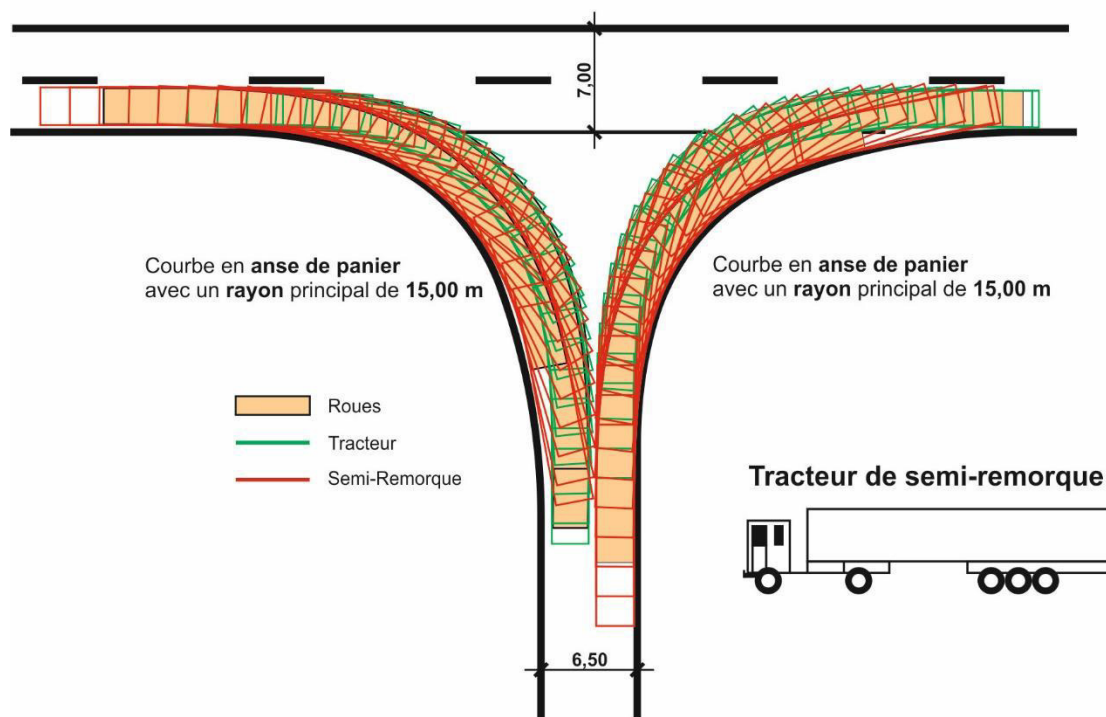 7,00
Courbe en anse de panier
avec un rayon principal de 15,00 m
Courbe en anse de panier
avec un rayon principal de 15,00 m
Roues
Tracteur
Semi-Remorque
Tracteur de semi-remorque
6,50